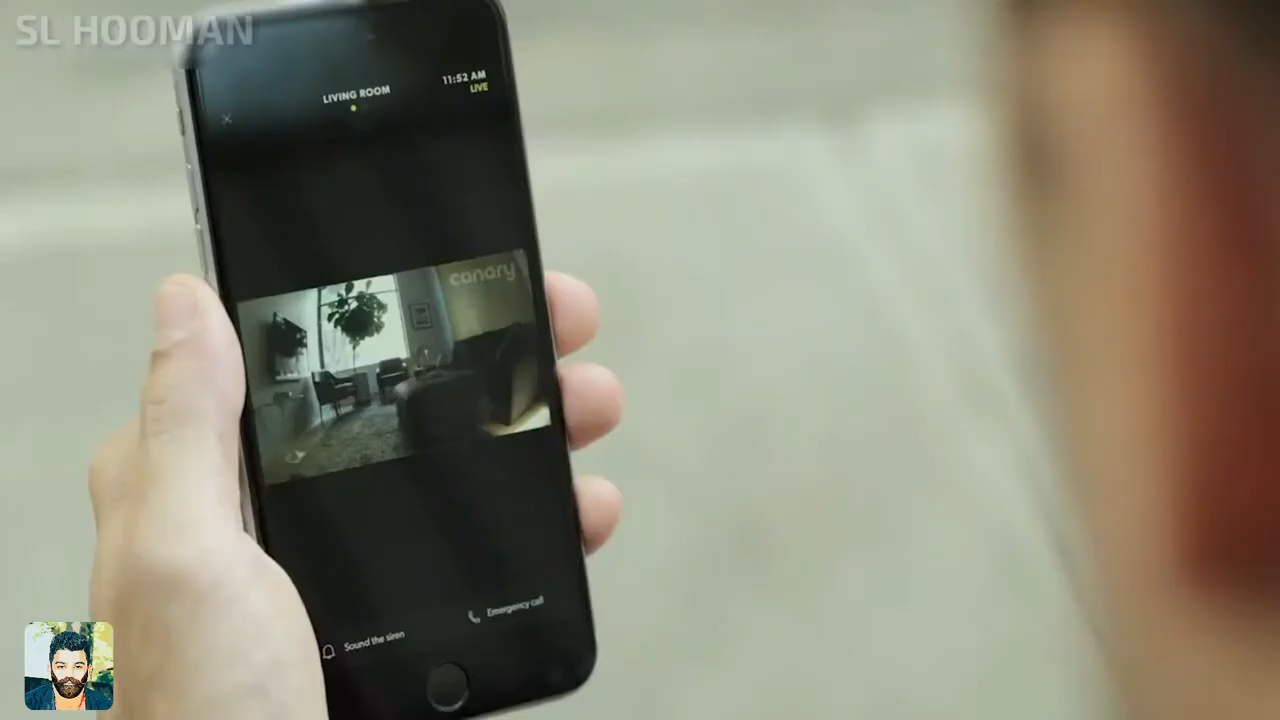 SL HOOMAN
11:52 AM
LIVING ROOM
LIVE
canary
Emergency call
Sound the siren